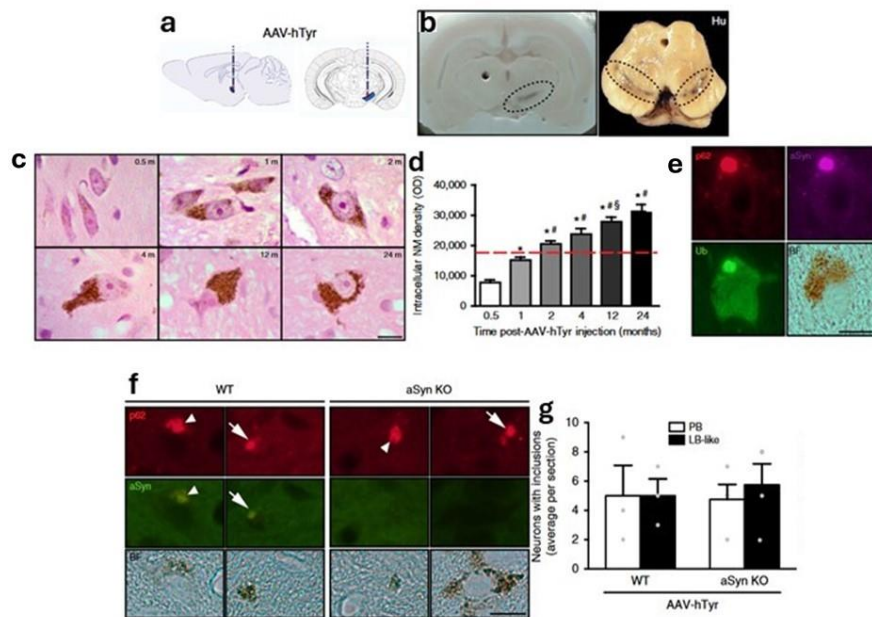 a
AAV-hTyr
b
Hu
c
0.5 m
1 m
2 m
4 m
12 m
24 m
d
Intracellular NM density (OD)
40,000
30,000
20,000
10,000
0
*
*#
*#
*#§
*#
0.5 1 2 4 12 24
Time post-AAV-hTyr injection (months)
e
p62
aSyn
Ub
BF
f
WT
aSyn KO
p62
aSyn
BF
g
Neurons with inclusions
(average per section)
10
8
6
4
2
0
PB
LB-like
WT
aSyn KO
AAV-hTyr